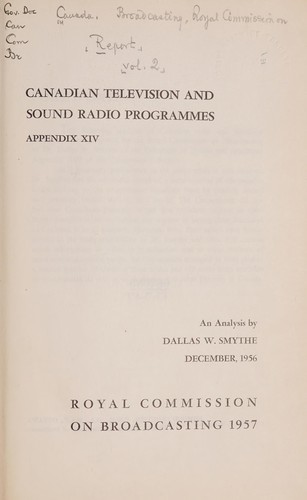 Gov. Doc Canada. Broadcasting, Royal Commission on
Can
Com Report,
Br vol. 2,
CANADIAN TELEVISION AND
SOUND RADIO PROGRAMMES
APPENDIX XIV
An Analysis by
DALLAS W. SMYTHE
DECEMBER, 1956
ROYAL COMMISSION
ON BROADCASTING 1957